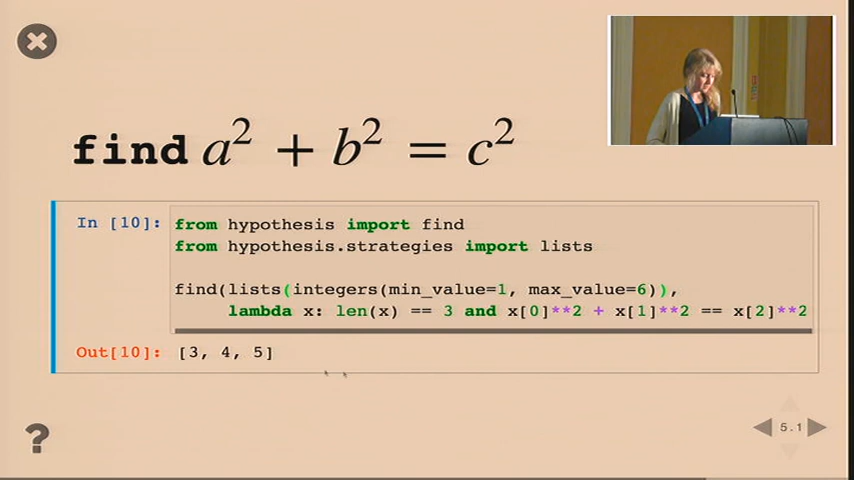 find a² + b² = c²
In [10]: from hypothesis import find
from hypothesis.strategies import lists
find(lists(integers(min_value=1, max_value=6)),
lambda x: len(x) == 3 and x[0]**2 + x[1]**2 == x[2]**2
Out[10]: [3, 4, 5]
?
5.1